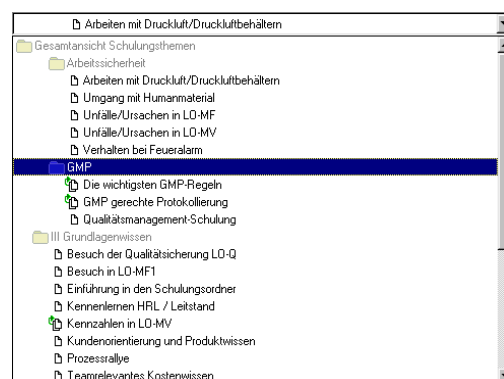 Arbeiten mit Druckluft/Druckluftbehältern
Gesamtansicht Schulungsthemen
Arbeitssicherheit
Arbeiten mit Druckluft/Druckluftbehältern
Umgang mit Humanmaterial
Unfälle/Ursachen in LO-MF
Unfälle/Ursachen in LO-MV
Verhalten bei Feueralarm
GMP
Die wichtigsten GMP-Regeln
GMP gerechte Protokollierung
Qualitätsmanagement-Schulung
III Grundlagenwissen
Besuch der Qualitätsicherung LO-Q
Besuch in LO-MF1
Einführung in den Schulungsordner
Kennenlernen HRL / Leitstand
Kennzahlen in LO-MV
Kundenorientierung und Produktwissen
Prozessrallye
Teamrelevantes Kostenwissen